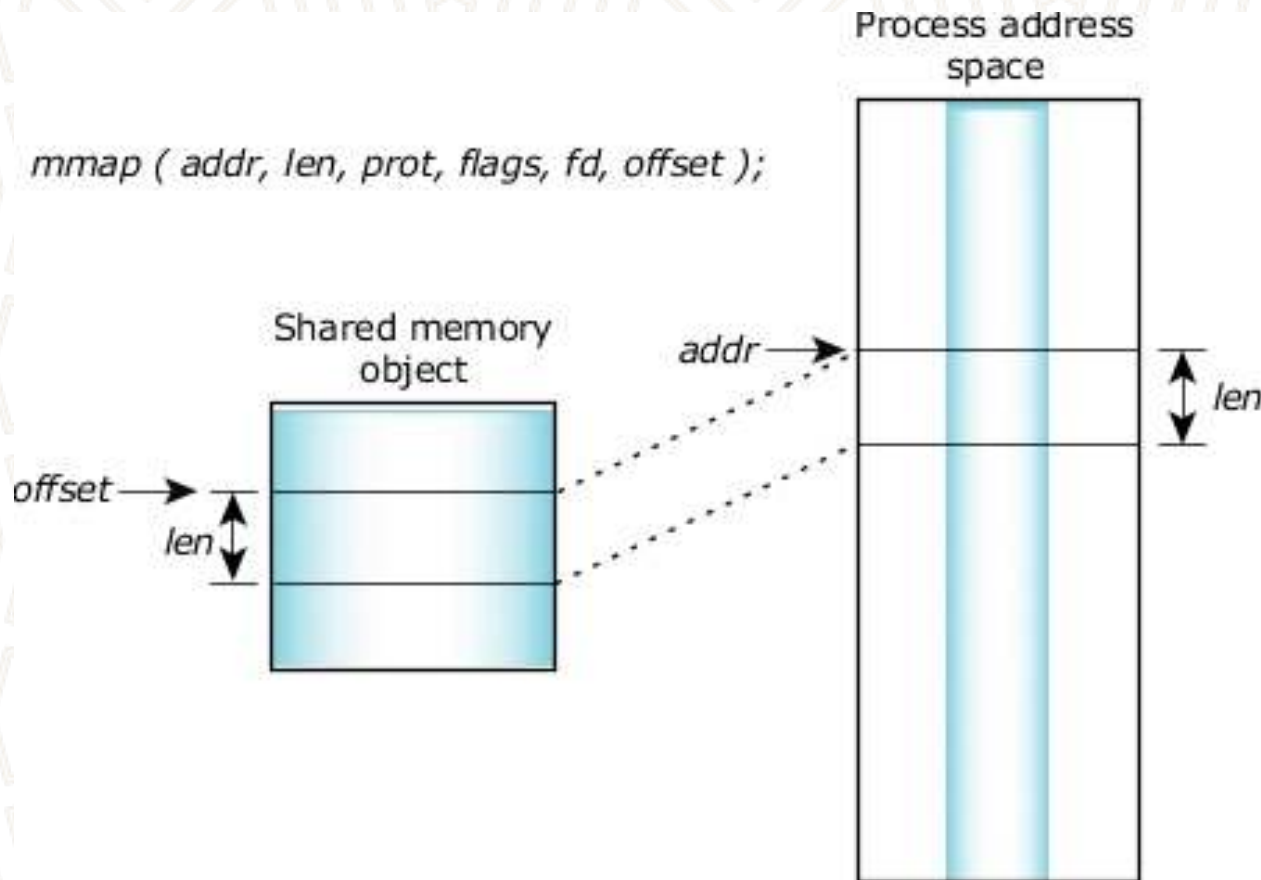 Process address
space
mmap ( addr, len, prot, flags, fd, offset );
Shared memory
object
addr
len
offset
len